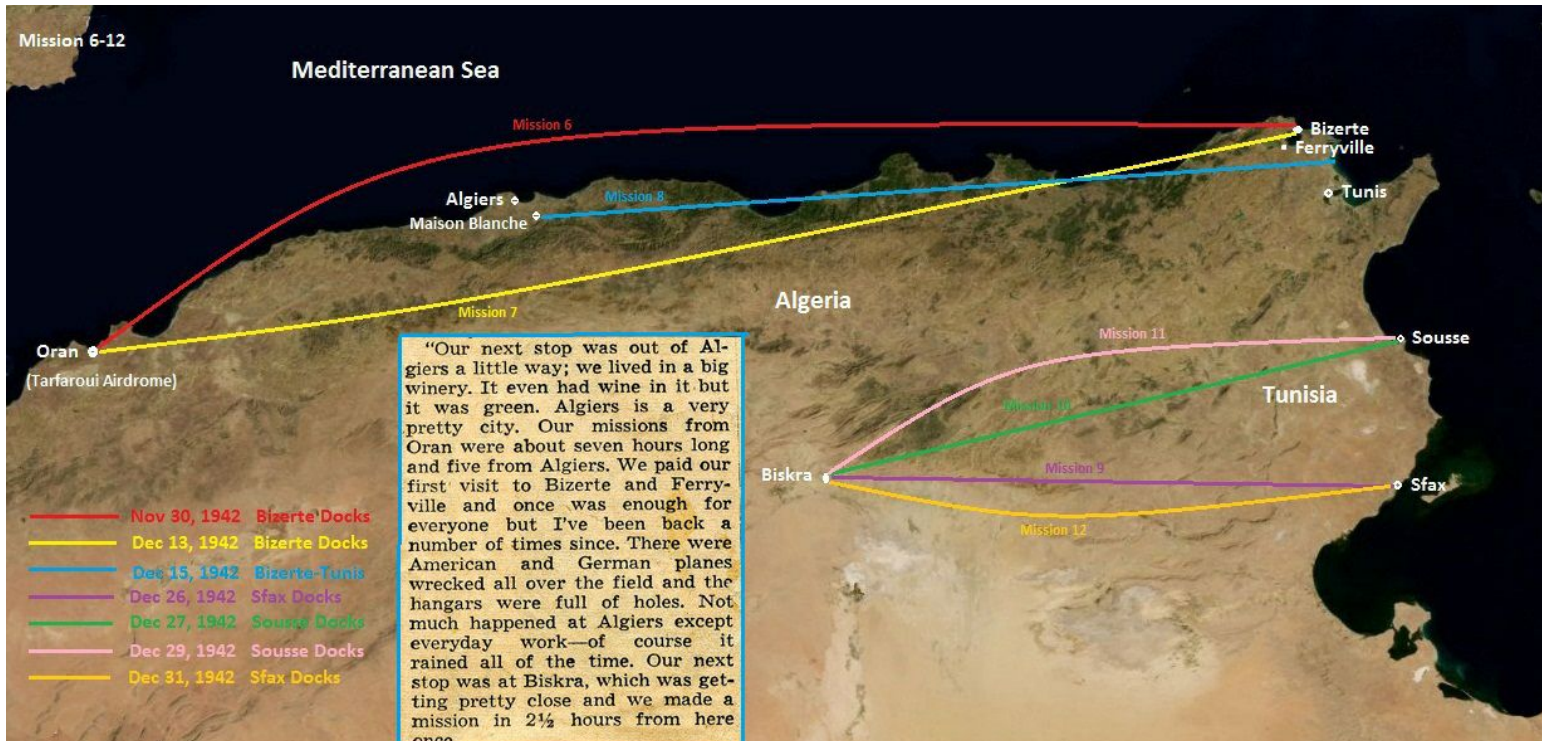 Mission 6-12
Mediterranean Sea
Mission 6
Bizerte
Ferryville
Algiers
Mission 8
Tunis
Maison Blanche
Algeria
Mission 7
Mission 11
Sousse
Oran
(Tarfaroui Airdrome)
Tunisia
Mission 10
Mission 9
Biskra
Sfax
Mission 12
"Our next stop was out of Al-
giers a little way; we lived in a big
winery. It even had wine in it but
it was green. Algiers is a very
pretty city. Our missions from
Oran were about seven hours long
and five from Algiers. We paid our
first visit to Bizerte and Ferry-
ville and once was enough for
everyone but I've been back a
number of times since. There were
American and German planes
wrecked all over the field and the
hangars were full of holes. Not
much happened at Algiers except
everyday work—of course it
rained all of the time. Our next
stop was at Biskra, which was get-
ting pretty close and we made a
mission in 2½ hours from here
once
Nov 30, 1942 Bizerte Docks
Dec 13, 1942 Bizerte Docks
Dec 15, 1942 Bizerte-Tunis
Dec 26, 1942 Sfax Docks
Dec 27, 1942 Sousse Docks
Dec 29, 1942 Sousse Docks
Dec 31, 1942 Sfax Docks